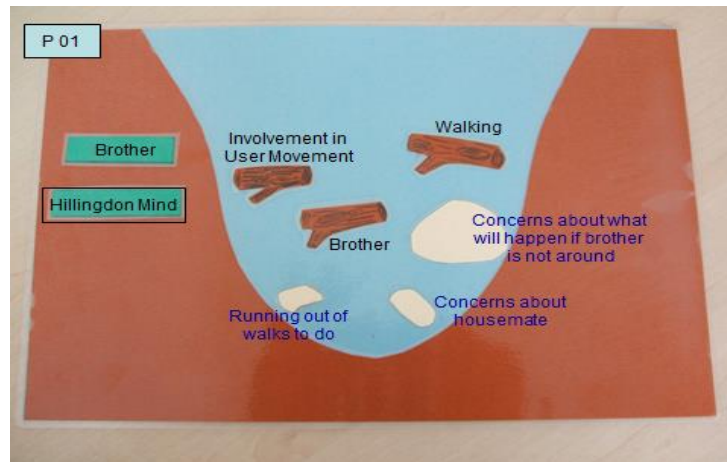 P 01
Brother
Hillingdon Mind
Involvement in
User Movement
Walking
Brother
Concerns about what
will happen if brother
is not around
Running out of
walks to do
Concerns about
housemate